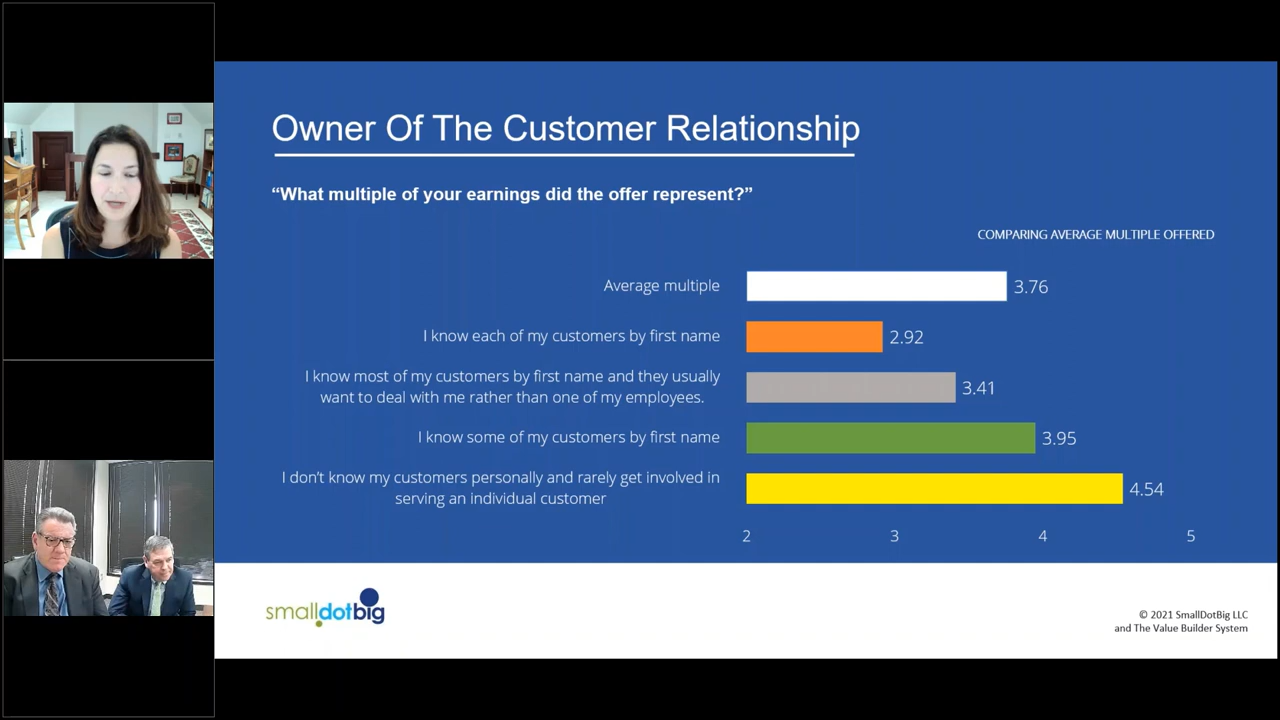 Owner Of The Customer Relationship
“What multiple of your earnings did the offer represent?”
COMPARING AVERAGE MULTIPLE OFFERED
Average multiple
3.76
I know each of my customers by first name
2.92
I know most of my customers by first name and they usually
want to deal with me rather than one of my employees.
3.41
I know some of my customers by first name
3.95
I don’t know my customers personally and rarely get involved in
serving an individual customer
4.54
2 3 4 5
smalldotbig
© 2021 SmallDotBig LLC
and The Value Builder System